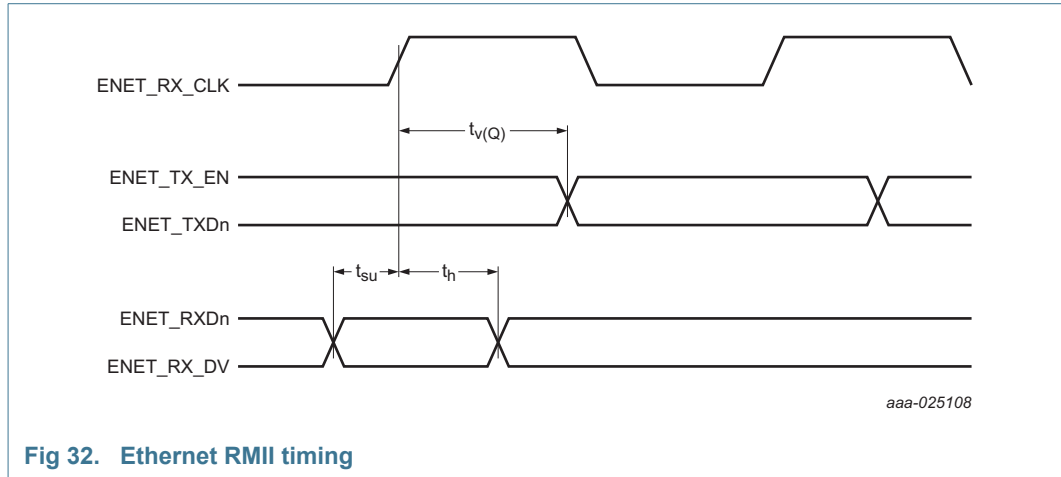 ENET_RX_CLK
t_v(Q)
ENET_TX_EN
ENET_TXDn
t_su
t_h
ENET_RXDn
ENET_RX_DV
aaa-025108
Fig 32. Ethernet RMII timing